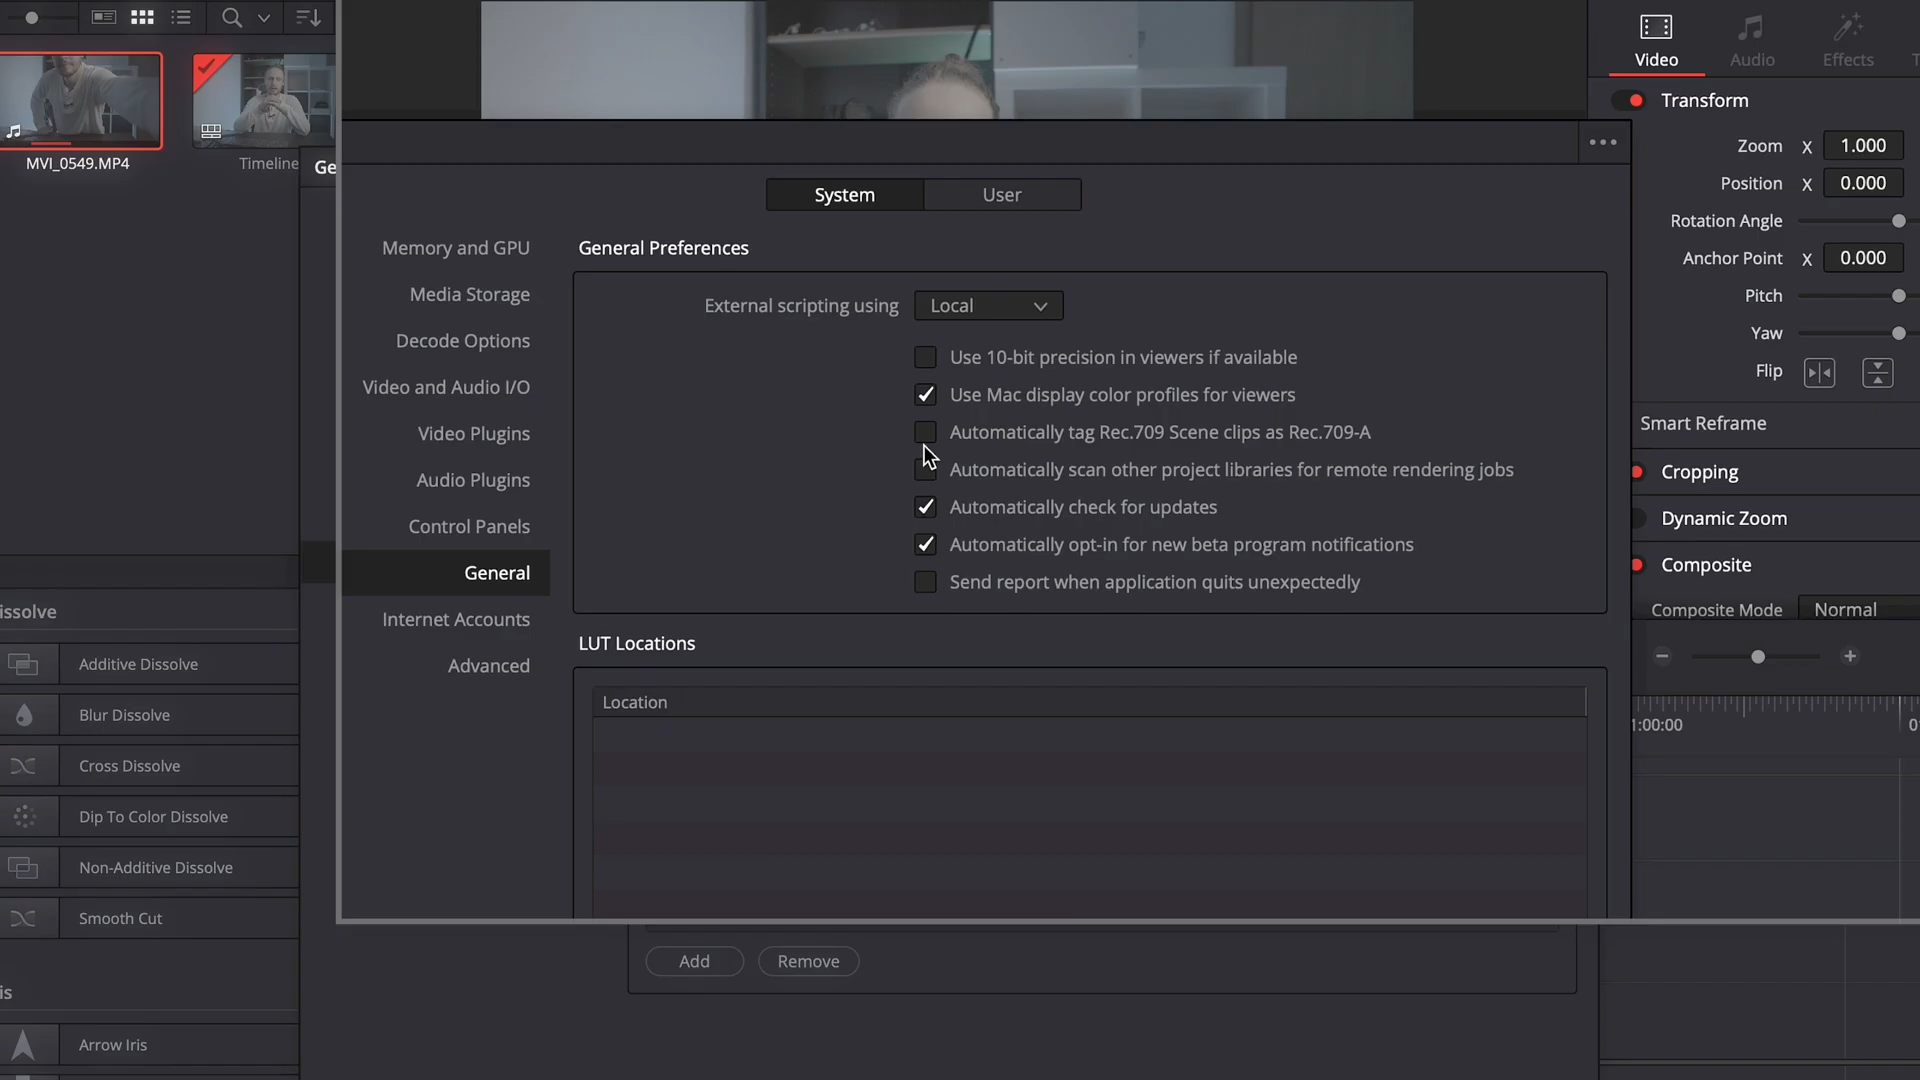 Video
Audio
Effects
Transform
Zoom X 1.000
Position X 0.000
Rotation Angle
Anchor Point X 0.000
Pitch
Yaw
Flip
Smart Reframe
Cropping
Dynamic Zoom
Composite
Composite Mode Normal
1:00:00
MVI_0549.MP4
Timeline
Ge
System
User
Memory and GPU
Media Storage
Decode Options
Video and Audio I/O
Video Plugins
Audio Plugins
Control Panels
General
Internet Accounts
Advanced
General Preferences
External scripting using Local
Use 10-bit precision in viewers if available
Use Mac display color profiles for viewers
Automatically tag Rec.709 Scene clips as Rec.709-A
Automatically scan other project libraries for remote rendering jobs
Automatically check for updates
Automatically opt-in for new beta program notifications
Send report when application quits unexpectedly
LUT Locations
Location
Add
Remove
issolve
Additive Dissolve
Blur Dissolve
Cross Dissolve
Dip To Color Dissolve
Non-Additive Dissolve
Smooth Cut
is
Arrow Iris